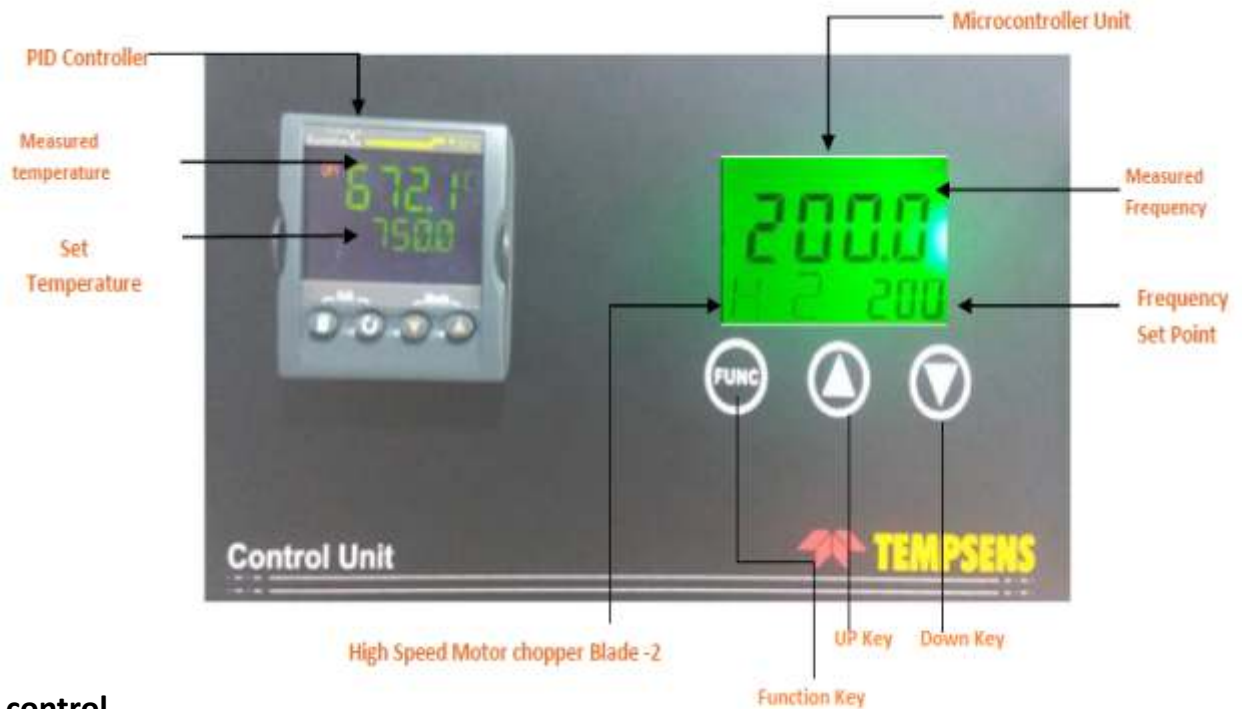 Microcontroller Unit
PID Controller
Measured
temperature
672.1
Set
Temperature
750.0
Measured
Frequency
200.0
H 2 200
Frequency
Set Point
FUNC
Control Unit
TEMPSENS
High Speed Motor chopper Blade -2
UP Key
Down Key
Function Key
control